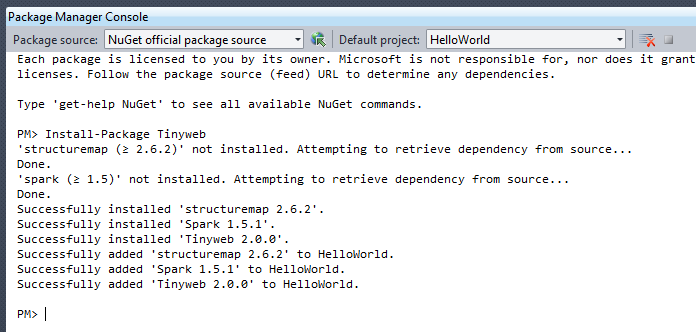 Package Manager Console
Package source: NuGet official package source Default project: HelloWorld
Each package is licensed to you by its owner. Microsoft is not responsible for, nor does it grant
licenses. Follow the package source (feed) URL to determine any dependencies.
Type 'get-help NuGet' to see all available NuGet commands.
PM> Install-Package Tinyweb
'structuremap (≥ 2.6.2)' not installed. Attempting to retrieve dependency from source...
Done.
'spark (≥ 1.5)' not installed. Attempting to retrieve dependency from source...
Done.
Successfully installed 'structuremap 2.6.2'.
Successfully installed 'Spark 1.5.1'.
Successfully installed 'Tinyweb 2.0.0'.
Successfully added 'structuremap 2.6.2' to HelloWorld.
Successfully added 'Spark 1.5.1' to HelloWorld.
Successfully added 'Tinyweb 2.0.0' to HelloWorld.
PM>